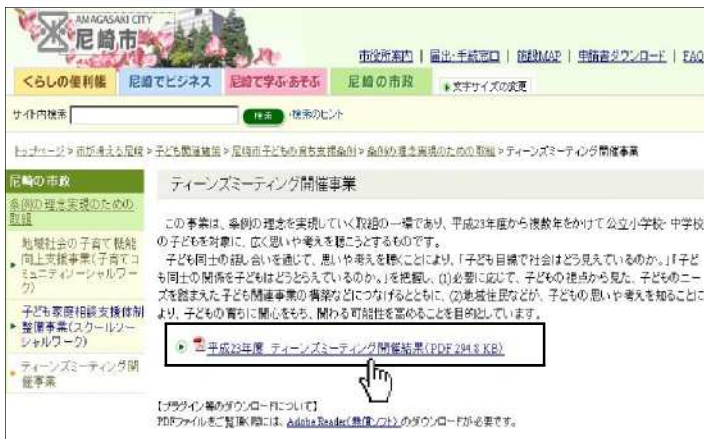 AMAGASAKI CITY
尼崎市
市役所案内 | 届出・手続窓口 | 施設MAP | 申請書ダウンロード | FAQ
くらしの便利帳 尼崎でビジネス 尼崎で学ぶ・あそぶ 尼崎の市政 文字サイズの変更
サイト内検索 検索 検索のヒント
トップページ > 市が考える尼崎 > 子ども関連施策 > 尼崎市子どもの育ち支援条例 > 条例の理念実現のための取組 > ティーンズミーティング開催事業
尼崎の市政
条例の理念実現のための
取組
地域社会の子育て機能
向上支援事業(子育てコ
ミュニティソーシャルワー
ク)
子ども家庭相談支援体制
整備事業(スクールソー
シャルワーク)
ティーンズミーティング開
催事業
ティーンズミーティング開催事業
この事業は、条例の理念を実現していく取組の一環であり、平成23年度から複数年をかけて公立小学校・中学校
の子どもを対象に、広く思いや考えを聴こうとするものです。
子ども同士の話し合いを通じて、思いや考えを聴くことにより、「子ども目線で社会はどう見えているのか。」「子ど
も同士の関係を子どもはどうとらえているのか。」を把握し、(1)必要に応じて、子どもの視点から見た、子どものニー
ズを踏まえた子ども関連事業の構築などにつなげるとともに、(2)地域住民などが、子どもの思いや考えを知ることに
より、子どもの育ちに関心をもち、関わる可能性を高めることを目的としています。
平成23年度 ティーンズミーティング開催結果(PDF 294.8 KB)
【プラグイン等のダウンロードについて】
PDFファイルをご覧頂く際には、Adobe Reader(無償ソフト)のダウンロードが必要です。